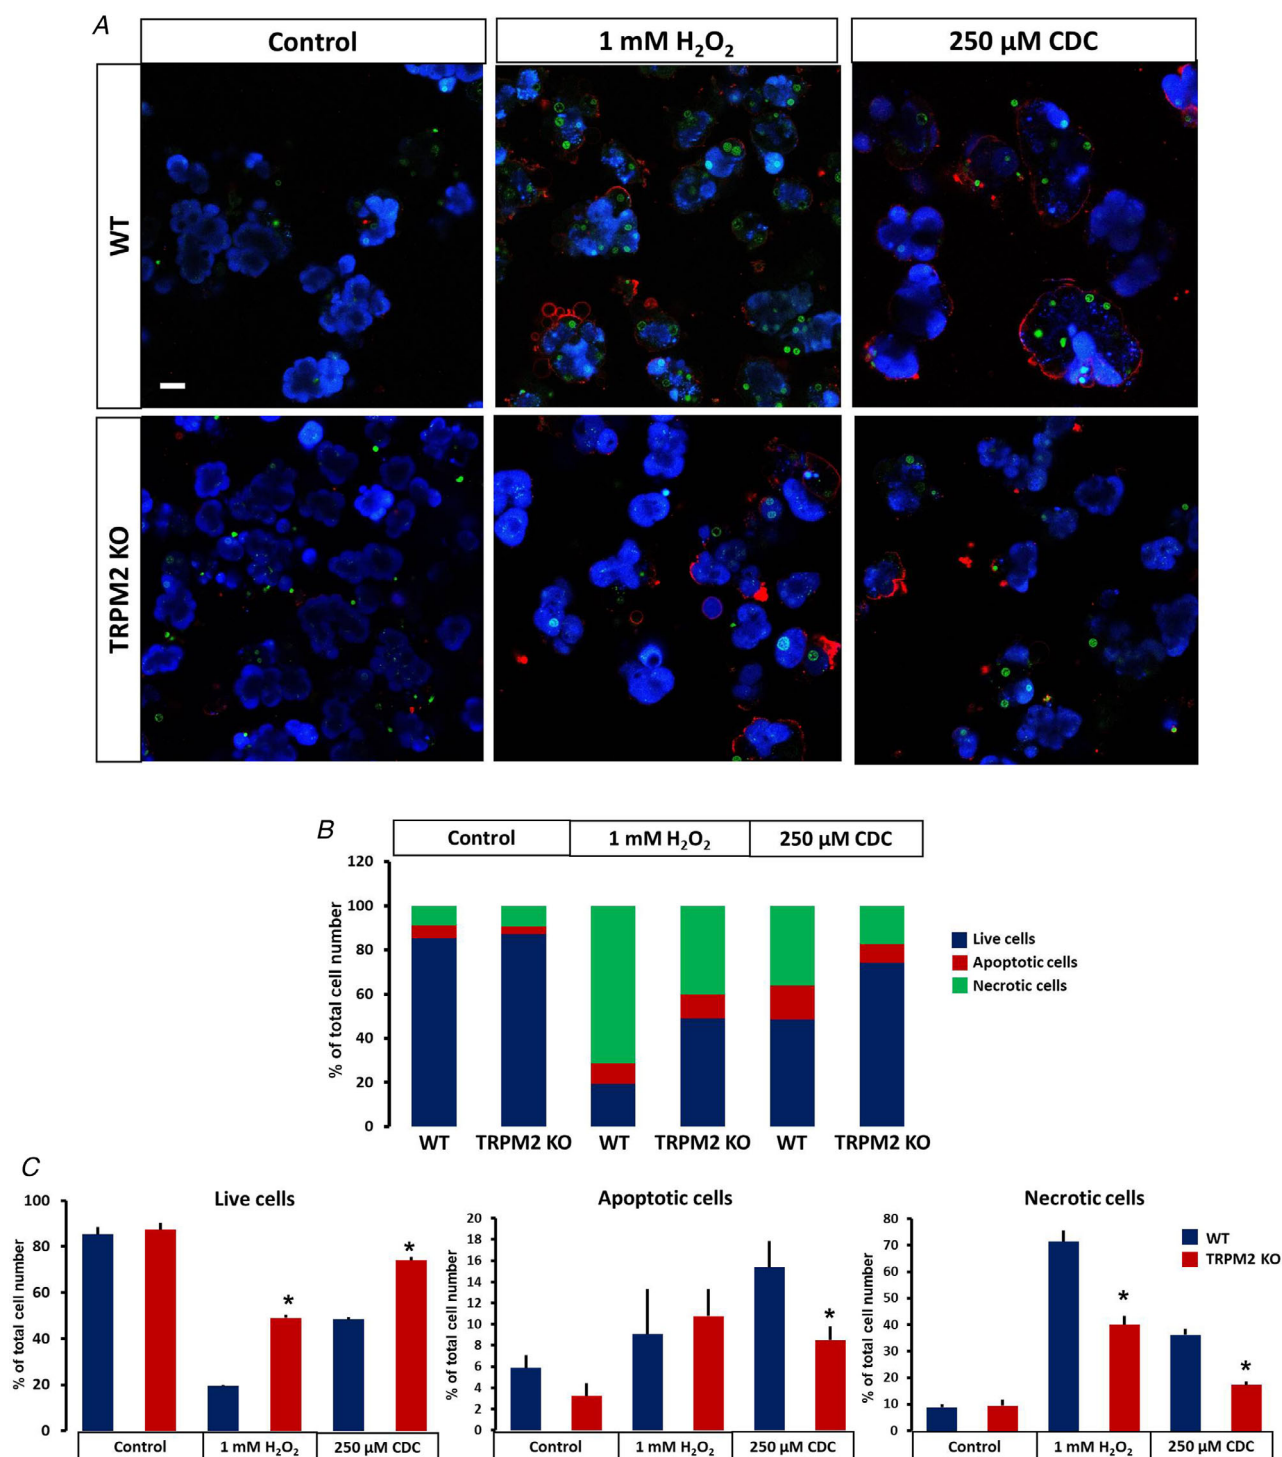 A
Control
1 mM H₂O₂
250 µM CDC
WT
TRPM2 KO
B
Control
1 mM H₂O₂
250 µM CDC
% of total cell number
120
100
80
60
40
20
0
WT
TRPM2 KO
WT
TRPM2 KO
WT
TRPM2 KO
Live cells
Apoptotic cells
Necrotic cells
C
Live cells
% of total cell number
100
80
60
40
20
0
*
*
Control
1 mM H₂O₂
250 µM CDC
Apoptotic cells
% of total cell number
20
18
16
14
12
10
8
6
4
2
0
*
Control
1 mM H₂O₂
250 µM CDC
Necrotic cells
% of total cell number
80
70
60
50
40
30
20
10
0
*
*
Control
1 mM H₂O₂
250 µM CDC
WT
TRPM2 KO